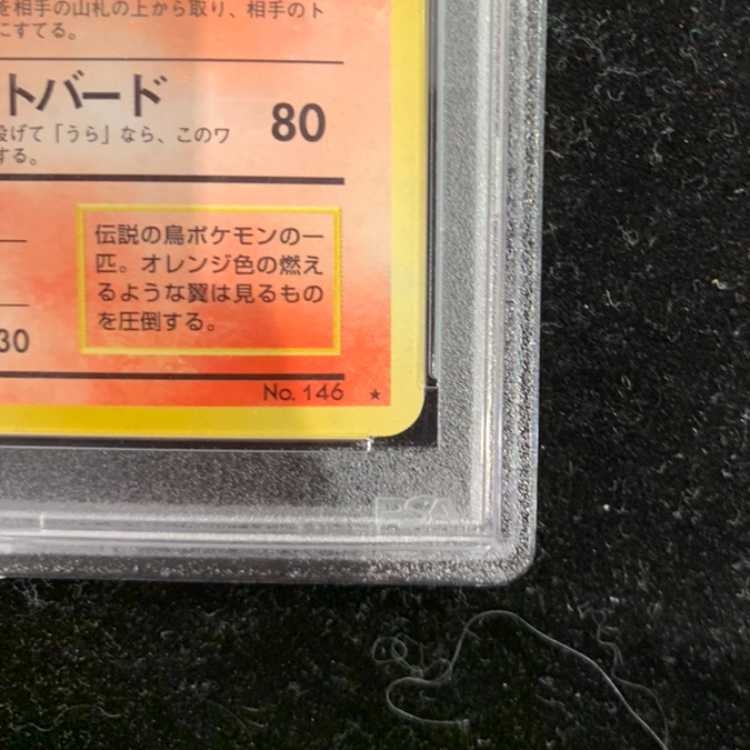 を相手の山札の上から取り、相手のト
にすてる。
トバード
80
投げて「うら」なら、このワ
する。
伝説の鳥ポケモンの一
匹。オレンジ色の燃え
るような翼は見るもの
を圧倒する。
30
No. 146 ★
PSA